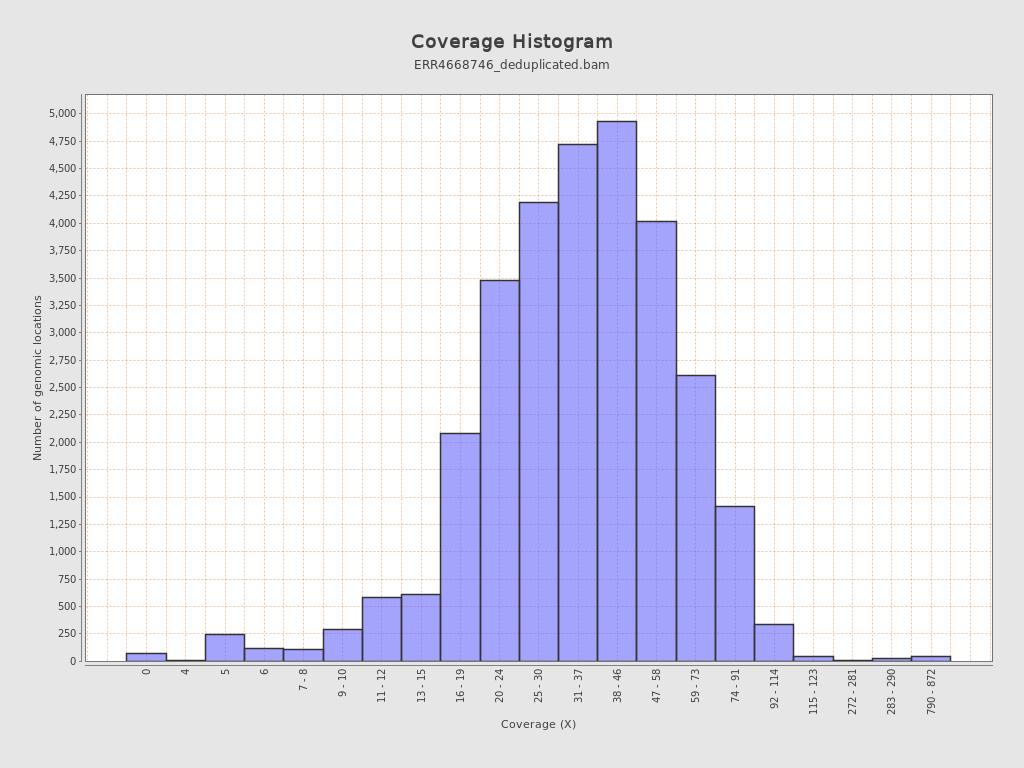 Coverage Histogram
ERR4668746_deduplicated.bam
Number of genomic locations
5,000
4,750
4,500
4,250
4,000
3,750
3,500
3,250
3,000
2,750
2,500
2,250
2,000
1,750
1,500
1,250
1,000
750
500
250
0
0
4
5
6
7 - 8
9 - 10
11 - 12
13 - 15
16 - 19
20 - 24
25 - 30
31 - 37
38 - 46
47 - 58
59 - 73
74 - 91
92 - 114
115 - 123
272 - 281
283 - 290
790 - 872
Coverage (X)